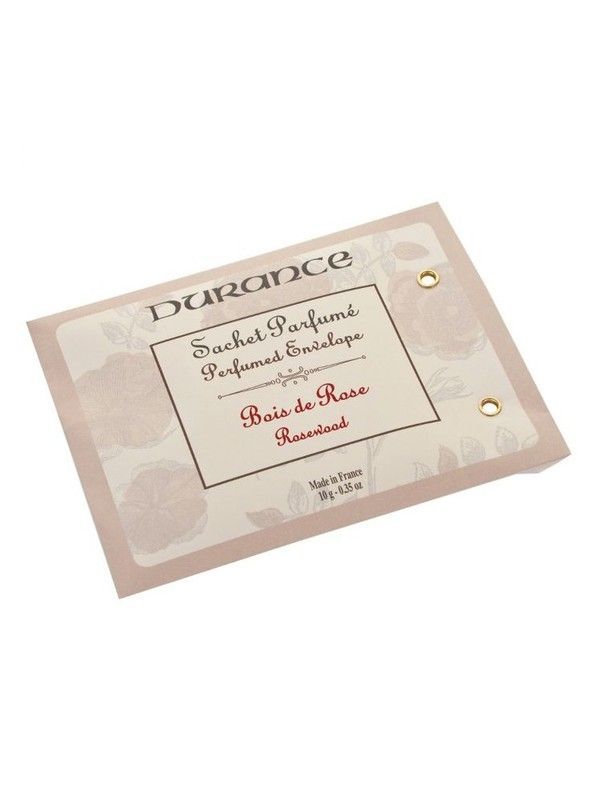 DURANCE
Sachet Parfumé
Perfumed Envelope
Bois de Rose
Rosewood
Made in France
10 g - 0.35 oz